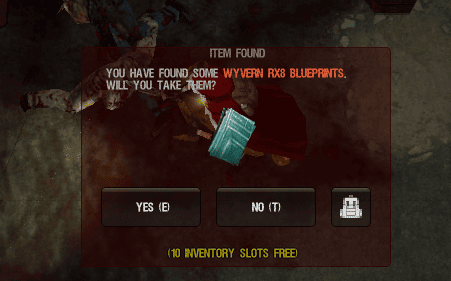 ITEM FOUND
YOU HAVE FOUND SOME WYVERN RX8 BLUEPRINTS.
WILL YOU TAKE THEM?
YES (E)
NO (T)
(10 INVENTORY SLOTS FREE)